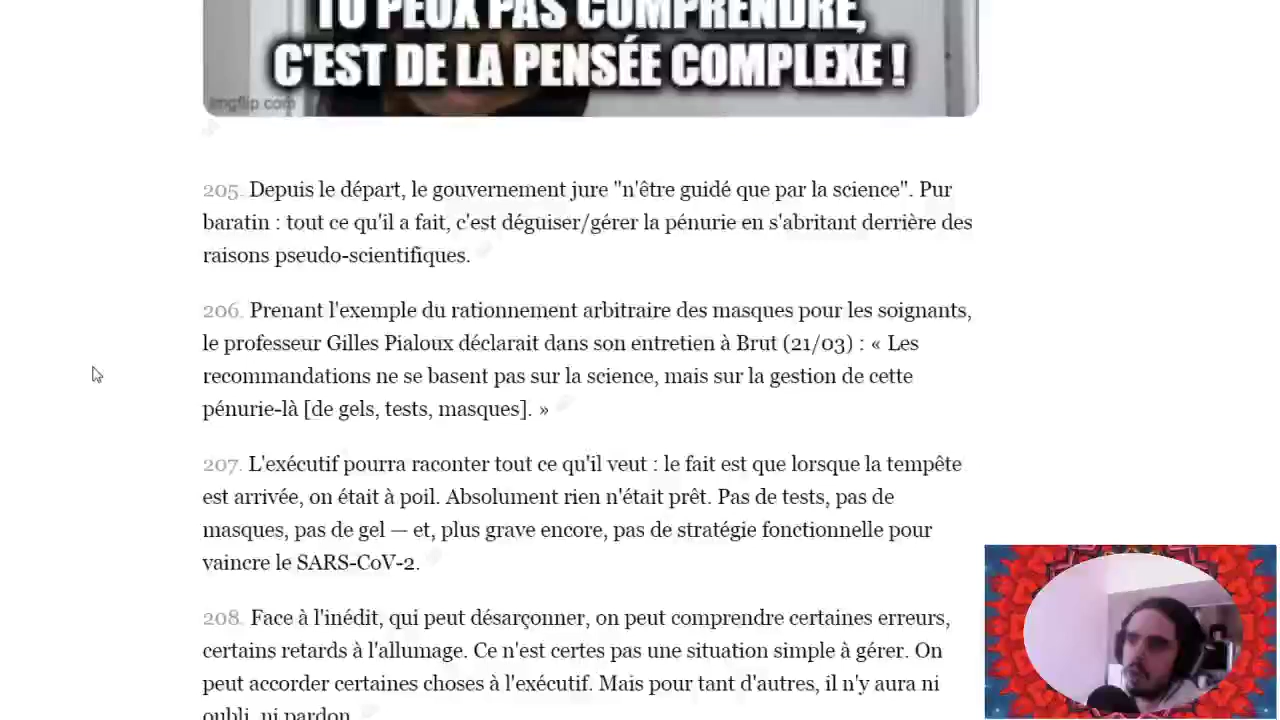 TU PEUX PAS COMPRENDRE,
C'EST DE LA PENSÉE COMPLEXE !
imgflip.com
205. Depuis le départ, le gouvernement jure "n'être guidé que par la science". Pur
baratin : tout ce qu'il a fait, c'est déguiser/gérer la pénurie en s'abritant derrière des
raisons pseudo-scientifiques.
206. Prenant l'exemple du rationnement arbitraire des masques pour les soignants,
le professeur Gilles Pialoux déclarait dans son entretien à Brut (21/03) : « Les
recommandations ne se basent pas sur la science, mais sur la gestion de cette
pénurie-là [de gels, tests, masques]. »
207. L'exécutif pourra raconter tout ce qu'il veut : le fait est que lorsque la tempête
est arrivée, on était à poil. Absolument rien n'était prêt. Pas de tests, pas de
masques, pas de gel — et, plus grave encore, pas de stratégie fonctionnelle pour
vaincre le SARS-CoV-2.
208. Face à l'inédit, qui peut désarçonner, on peut comprendre certaines erreurs,
certains retards à l'allumage. Ce n'est certes pas une situation simple à gérer. On
peut accorder certaines choses à l'exécutif. Mais pour tant d'autres, il n'y aura ni
oubli, ni pardon